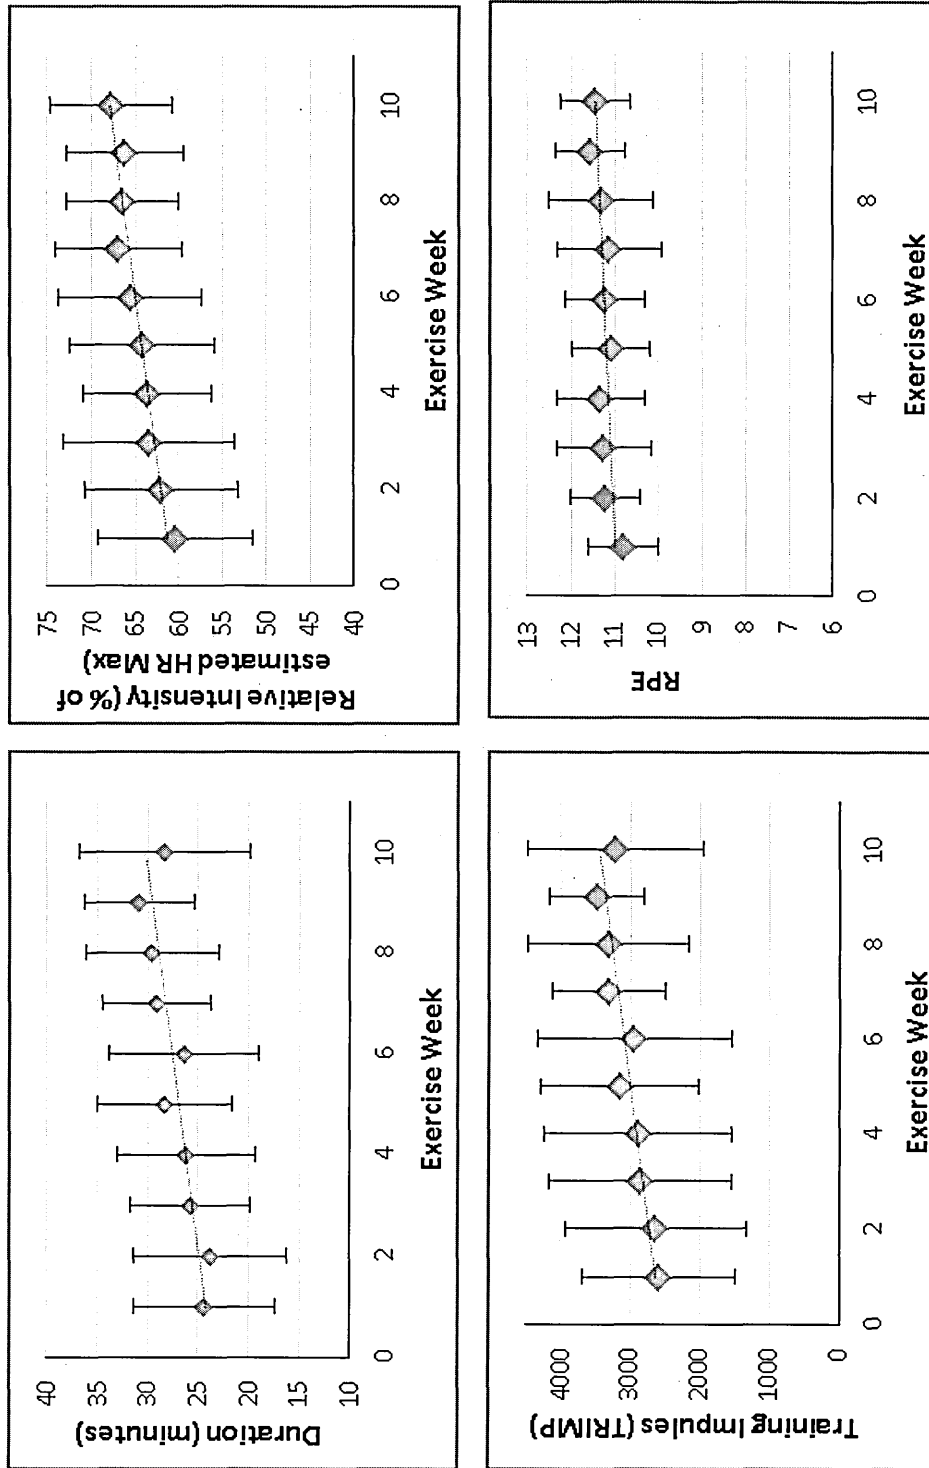 Duration (minutes)
40
35
30
25
20
15
10
0 2 4 6 8 10
Exercise Week
Relative Intensity (% of
estimated HR Max)
75
70
65
60
55
50
45
40
0 2 4 6 8 10
Exercise Week
Training Impules (TRIMP)
4000
3000
2000
1000
0
0 2 4 6 8 10
Exercise Week
RPE
13
12
11
10
9
8
7
6
0 2 4 6 8 10
Exercise Week